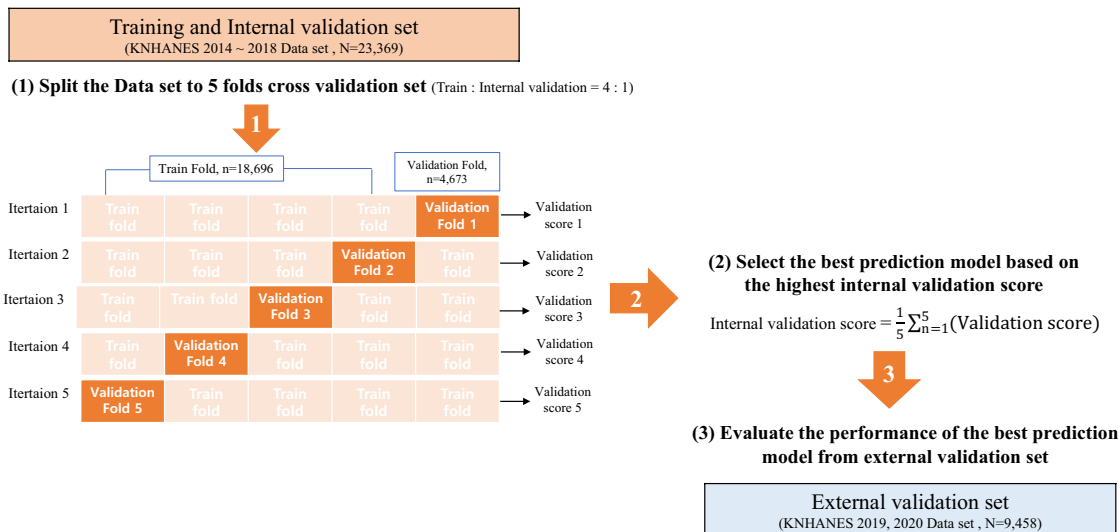 Training and Internal validation set
(KNHANES 2014 ~ 2018 Data set , N=23,369)
(1) Split the Data set to 5 folds cross validation set (Train : Internal validation = 4 : 1)
1
Train Fold, n=18,696
Validation Fold,
n=4,673
Itertaion 1
Train
fold
Train
fold
Train
fold
Train
fold
Validation
Fold 1
Validation
score 1
Itertaion 2
Train
fold
Train
fold
Train
fold
Validation
Fold 2
Train
fold
Validation
score 2
Itertaion 3
Train
fold
Train fold
Validation
Fold 3
Train
fold
Train
fold
Validation
score 3
Itertaion 4
Train
fold
Validation
Fold 4
Train
fold
Train
fold
Train
fold
Validation
score 4
Itertaion 5
Validation
Fold 5
Train
fold
Train
fold
Train
fold
Train
fold
Validation
score 5
2
(2) Select the best prediction model based on
the highest internal validation score
Internal validation score = 1/5 ∑⁵ₙ₌₁(Validation score)
3
(3) Evaluate the performance of the best prediction
model from external validation set
External validation set
(KNHANES 2019, 2020 Data set , N=9,458)